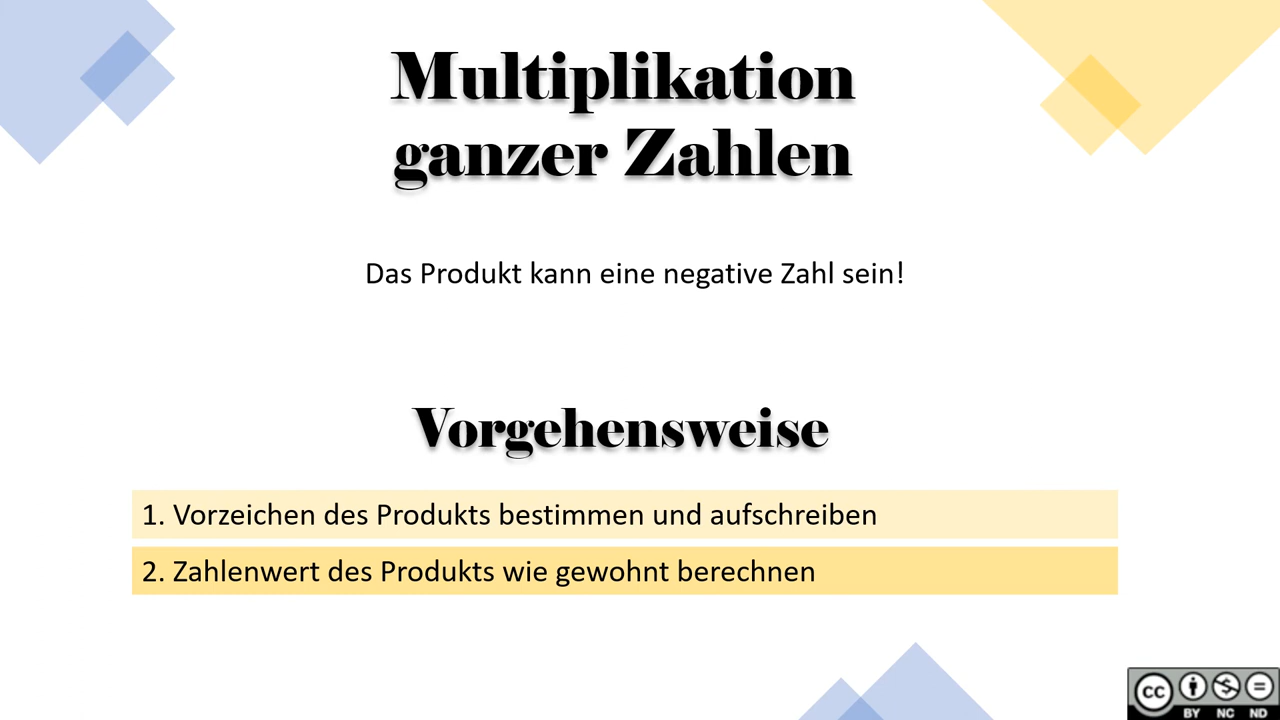 Multiplikation
ganzer Zahlen
Das Produkt kann eine negative Zahl sein!
Vorgehensweise
1. Vorzeichen des Produkts bestimmen und aufschreiben
2. Zahlenwert des Produkts wie gewohnt berechnen
cc
BY NC ND